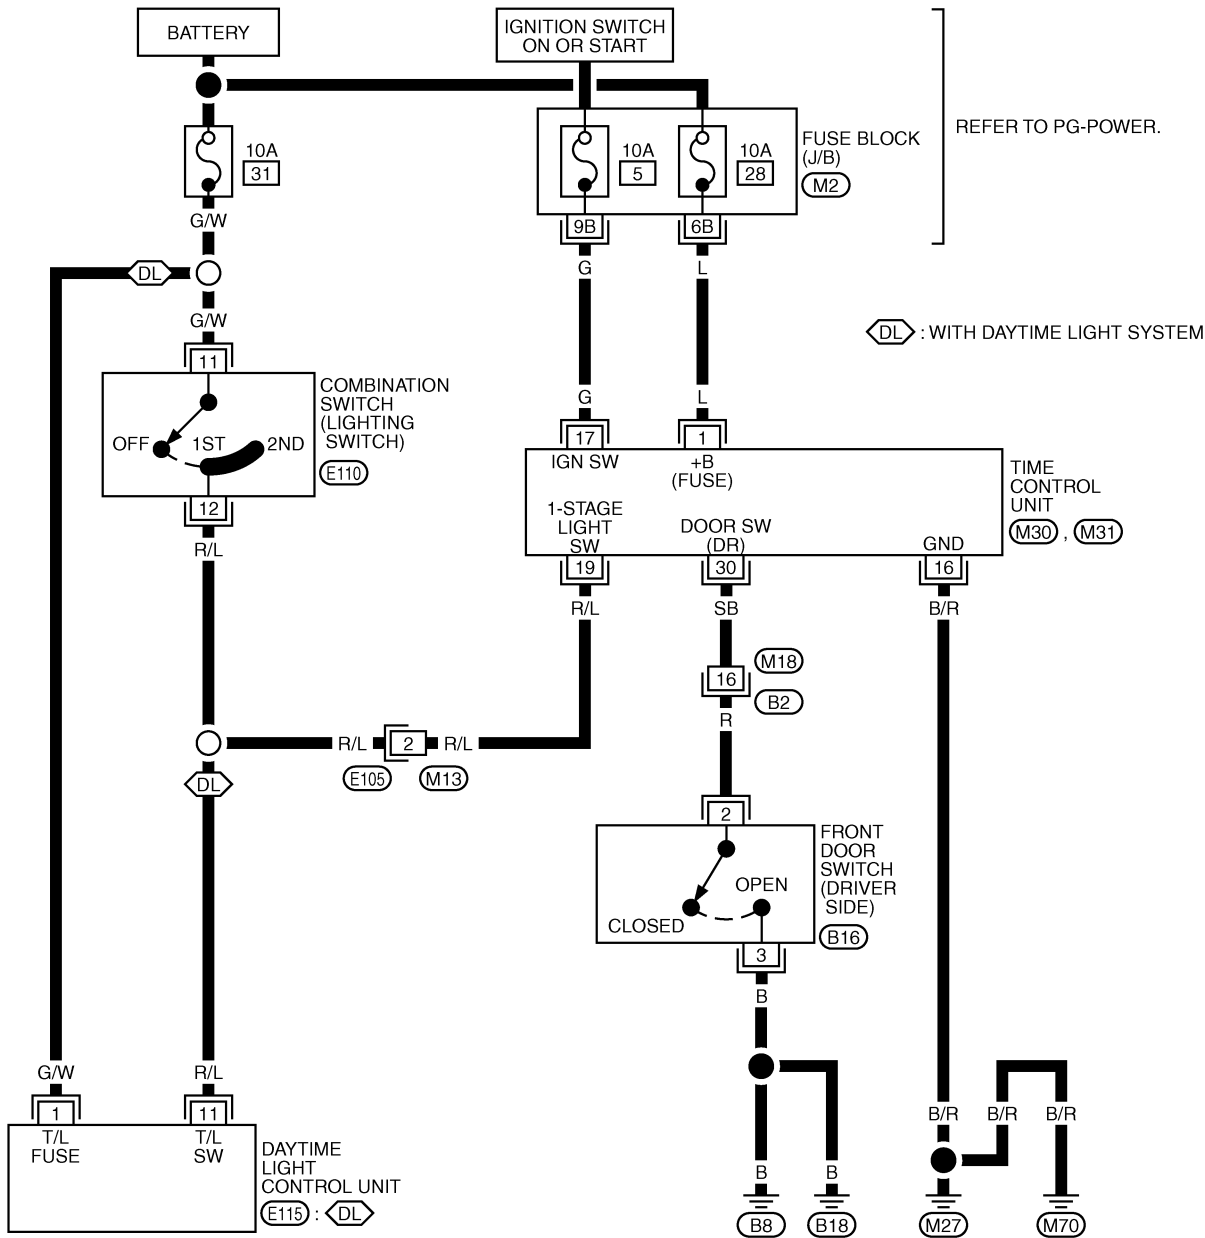 BATTERY
IGNITION SWITCH
ON OR START
REFER TO PG-POWER.
10A
31
10A
5
10A
28
FUSE BLOCK
(J/B)
M2
G/W
9B
6B
G
L
DL
G/W
DL : WITH DAYTIME LIGHT SYSTEM
11
COMBINATION
SWITCH
(LIGHTING
SWITCH)
E110
OFF
1ST
2ND
12
R/L
G
L
17
1
IGN SW
+B
(FUSE)
1-STAGE
LIGHT
SW
DOOR SW
(DR)
GND
TIME
CONTROL
UNIT
M30 , M31
19
30
16
R/L
SB
B/R
M18
16
B2
R
R/L
2
R/L
E105
M13
DL
2
FRONT
DOOR
SWITCH
(DRIVER
SIDE)
B16
OPEN
CLOSED
3
B
G/W
R/L
1
11
T/L
FUSE
T/L
SW
DAYTIME
LIGHT
CONTROL UNIT
E115 : DL
B/R
B/R
B/R
B
B
B8
B18
M27
M70